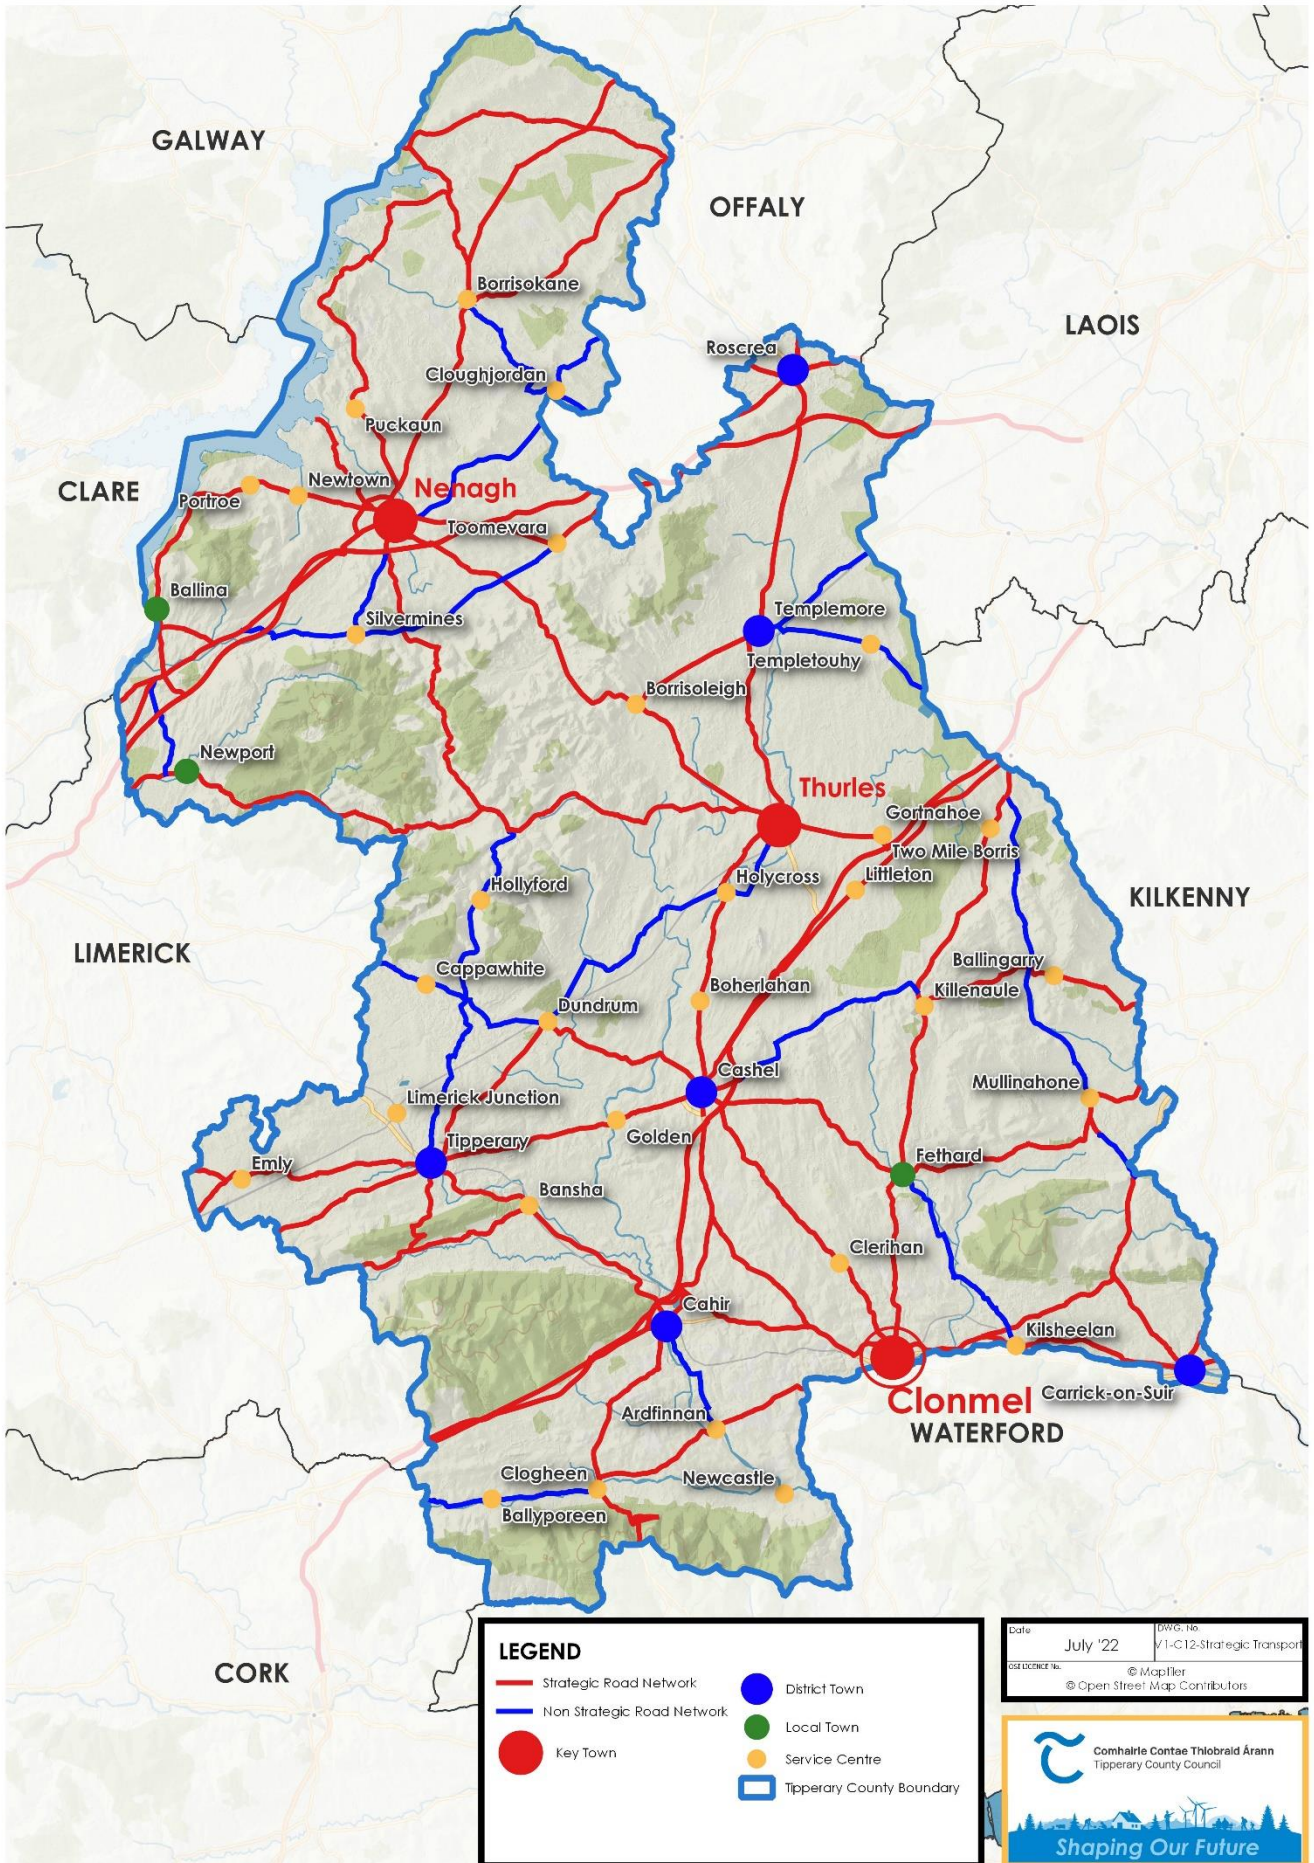 GALWAY
OFFALY
LAOIS
Borrisokane
Roscrea
Cloughjordan
Puckaun
CLARE
Newtown
Nenagh
Portroe
Toomevara
Ballina
Silvermines
Templemore
Templetouhy
Borrisoleigh
Newport
Thurles
Gortnahoe
Two Mile Borris
Littleton
Holycross
Hollyford
KILKENNY
LIMERICK
Cappawhite
Ballingarry
Boherlahan
Killenaule
Dundrum
Cashel
Mullinahone
Limerick Junction
Golden
Tipperary
Fethard
Emly
Bansha
Clerihan
Cahir
Kilsheelan
Clonmel
Carrick-on-Suir
Ardfinnan
WATERFORD
Clogheen
Newcastle
Ballyporeen
CORK
LEGEND
Strategic Road Network
Non Strategic Road Network
Key Town
District Town
Local Town
Service Centre
Tipperary County Boundary
Date
July '22
DWG. No.
V1-C12-Strategic Transport
OSI LICENCE No.
© MapTiler
© Open Street Map Contributors
Comhairle Contae Thiobraid Árann
Tipperary County Council
Shaping Our Future